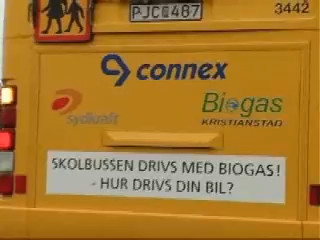 PJC 487
3442
connex
sydkraft
Biogas
KRISTIANSTAD
SKOLBUSSEN DRIVS MED BIOGAS!
- HUR DRIVS DIN BIL?